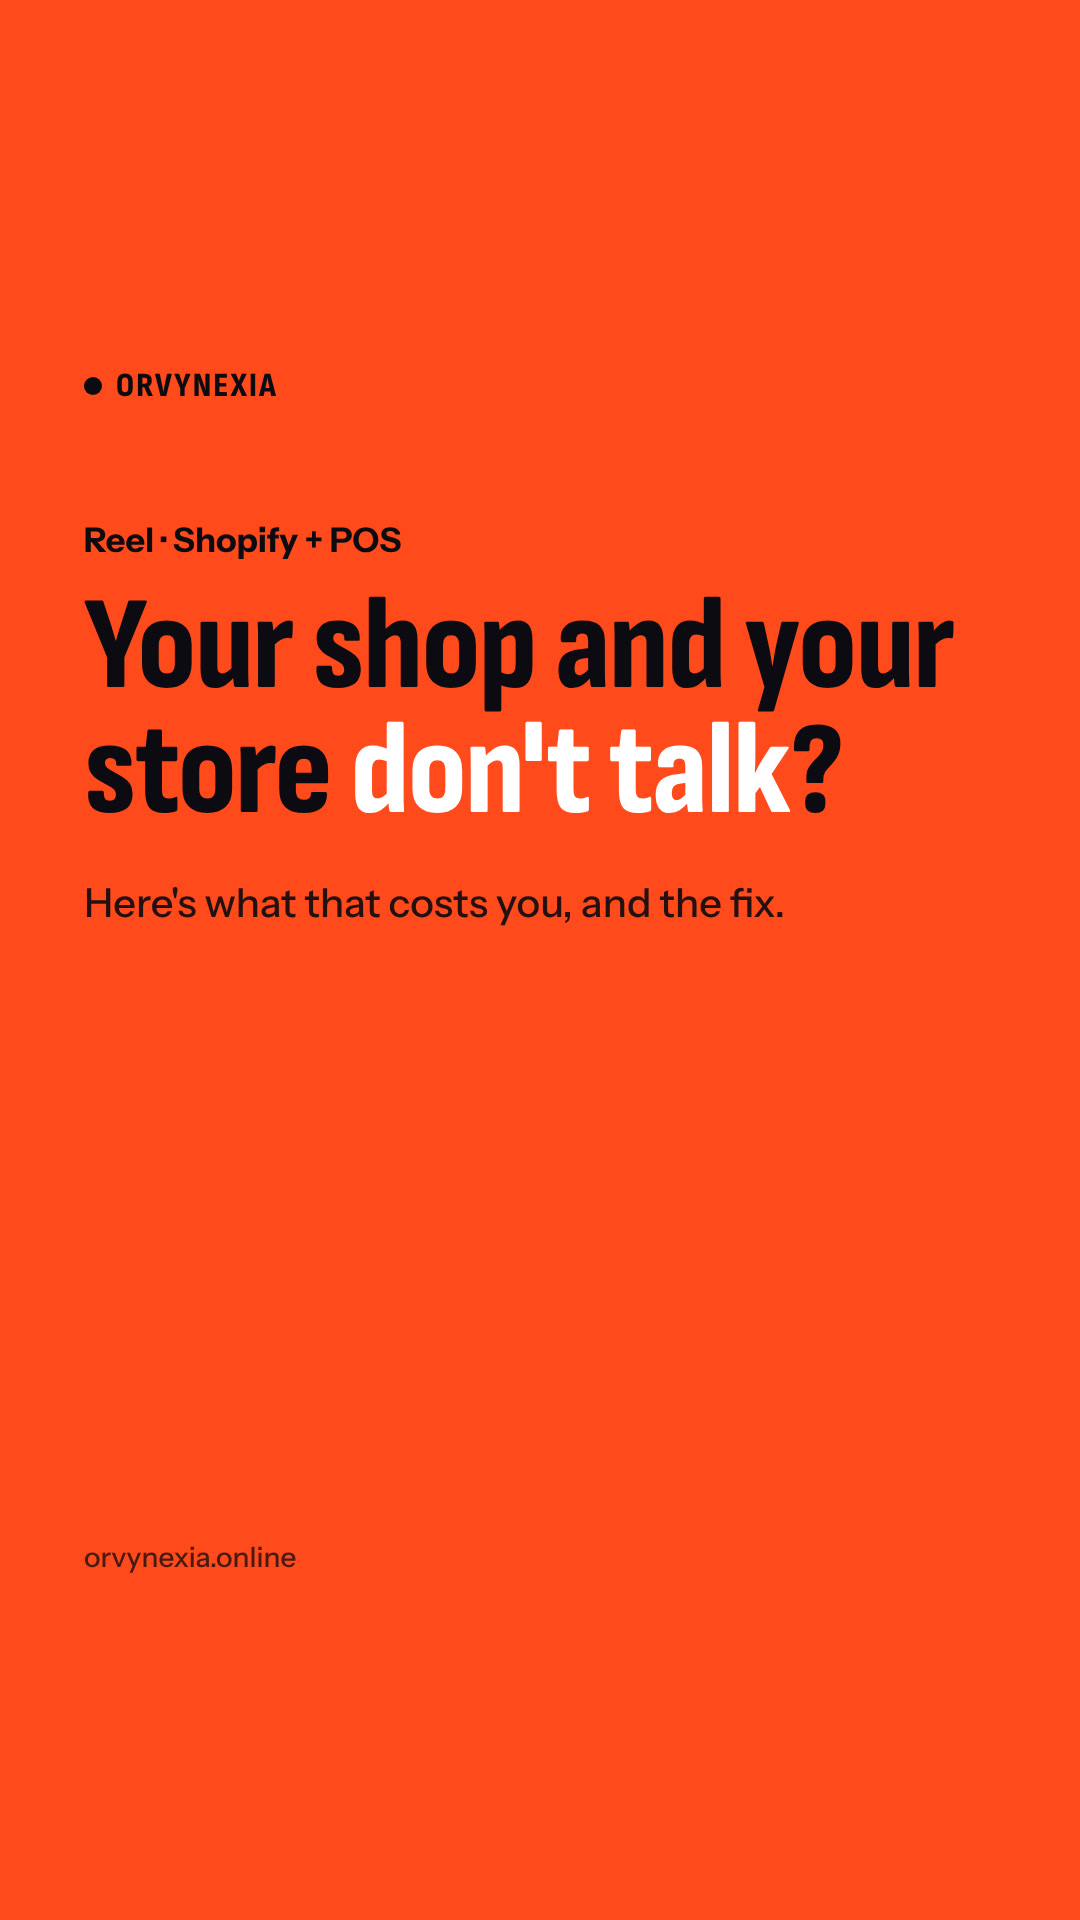 ORVYNEXIA
Reel · Shopify + POS
Your shop and your
store don't talk?
Here's what that costs you, and the fix.
orvynexia.online